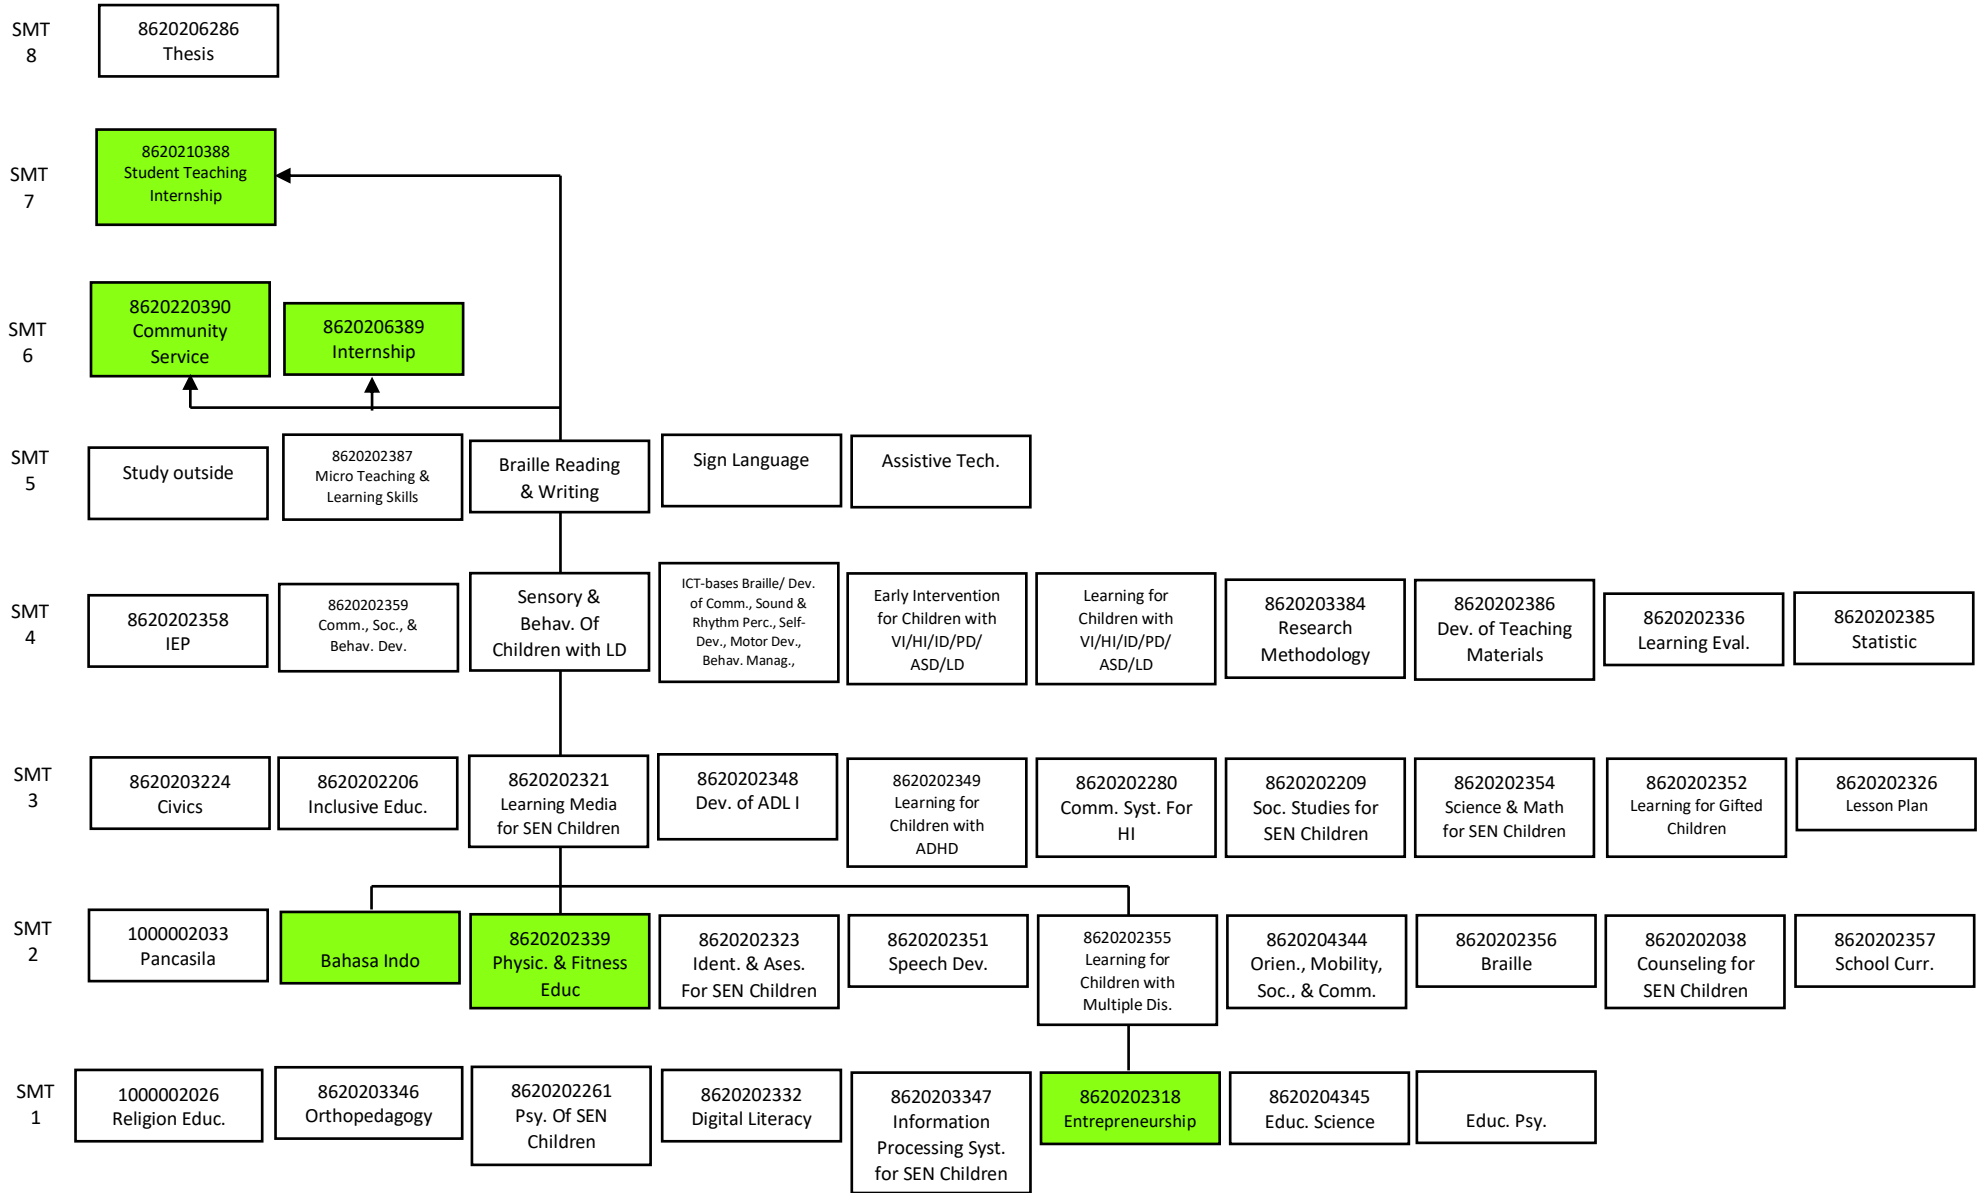 SMT
8
8620206286
Thesis
SMT
7
8620210388
Student Teaching
Internship
SMT
6
8620220390
Community
Service
8620206389
Internship
SMT
5
Study outside
8620202387
Micro Teaching &
Learning Skills
Braille Reading
& Writing
Sign Language
Assistive Tech.
SMT
4
8620202358
IEP
8620202359
Comm., Soc., &
Behav. Dev.
Sensory &
Behav. Of
Children with LD
ICT-bases Braille/ Dev.
of Comm., Sound &
Rhythm Perc., Self-
Dev., Motor Dev.,
Behav. Manag.,
Early Intervention
for Children with
VI/HI/ID/PD/
ASD/LD
Learning for
Children with
VI/HI/ID/PD/
ASD/LD
8620203384
Research
Methodology
8620202386
Dev. of Teaching
Materials
8620202336
Learning Eval.
8620202385
Statistic
SMT
3
8620203224
Civics
8620202206
Inclusive Educ.
8620202321
Learning Media
for SEN Children
8620202348
Dev. of ADL I
8620202349
Learning for
Children with
ADHD
8620202280
Comm. Syst. For
HI
8620202209
Soc. Studies for
SEN Children
8620202354
Science & Math
for SEN Children
8620202352
Learning for Gifted
Children
8620202326
Lesson Plan
SMT
2
1000002033
Pancasila
Bahasa Indo
8620202339
Physic. & Fitness
Educ
8620202323
Ident. & Ases.
For SEN Children
8620202351
Speech Dev.
8620202355
Learning for
Children with
Multiple Dis.
8620204344
Orien., Mobility,
Soc., & Comm.
8620202356
Braille
8620202038
Counseling for
SEN Children
8620202357
School Curr.
SMT
1
1000002026
Religion Educ.
8620203346
Orthopedagogy
8620202261
Psy. Of SEN
Children
8620202332
Digital Literacy
8620203347
Information
Processing Syst.
for SEN Children
8620202318
Entrepreneurship
8620204345
Educ. Science
Educ. Psy.